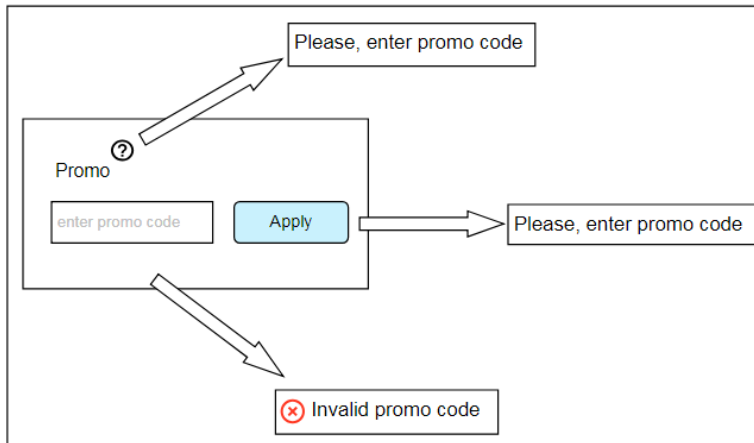 Please, enter promo code
?
Promo
enter promo code
Apply
Please, enter promo code
Invalid promo code